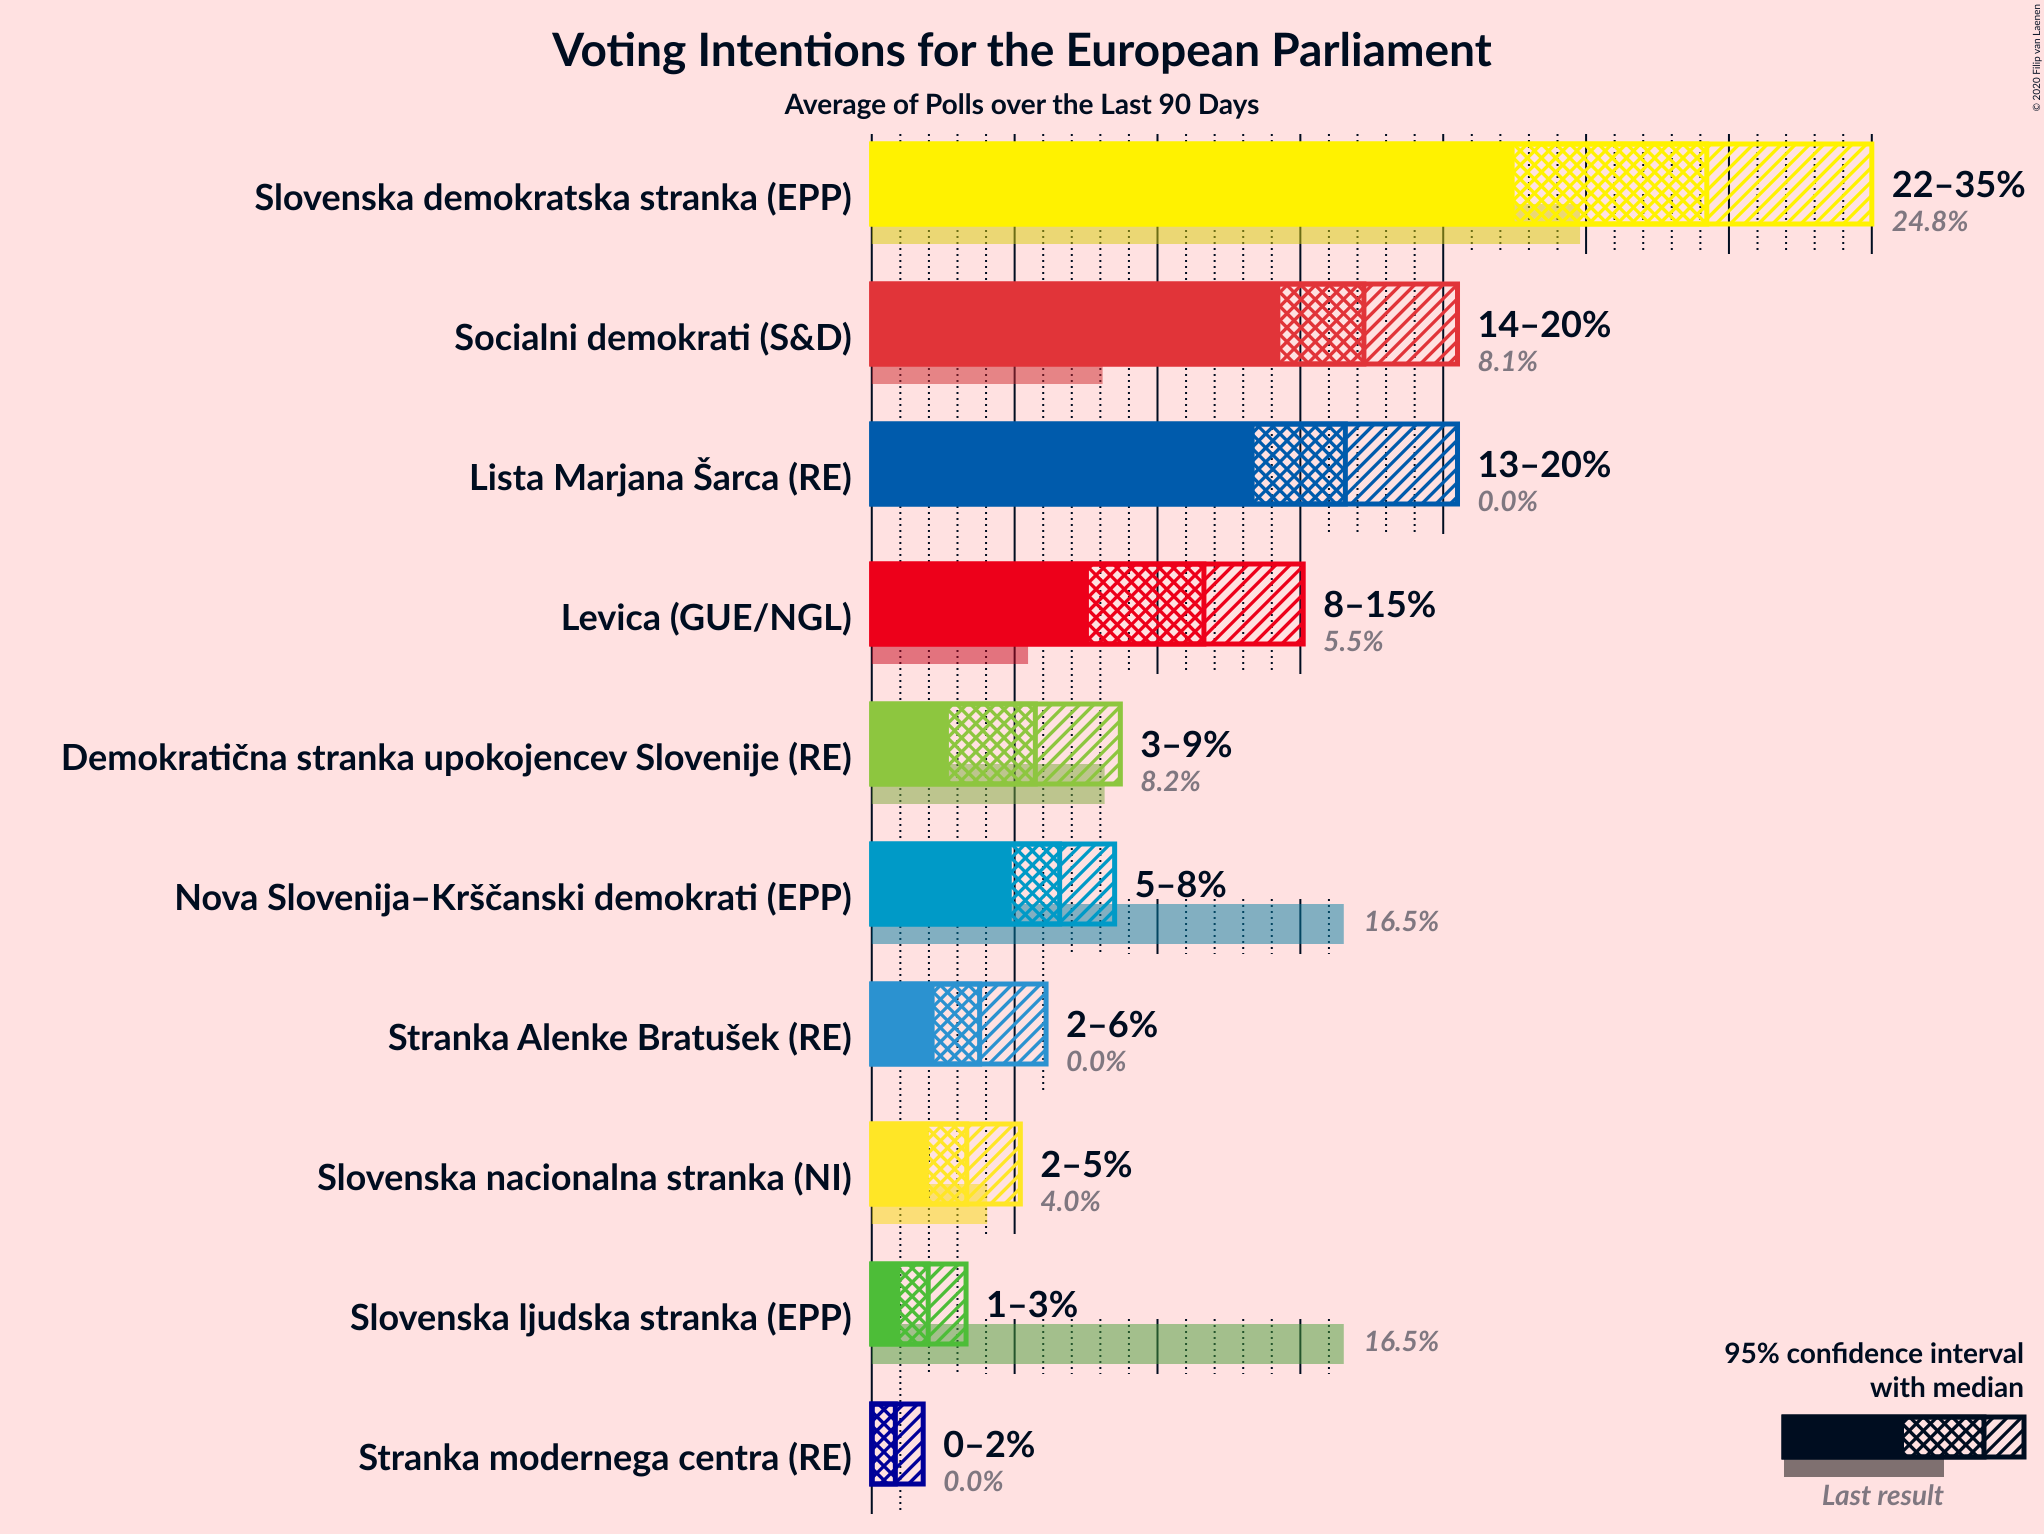 Voting Intentions for the European Parliament
Average of Polls over the Last 90 Days
© 2020 Filip van Laenen
Slovenska demokratska stranka (EPP)
22–35%
24.8%
Socialni demokrati (S&D)
14–20%
8.1%
Lista Marjana Šarca (RE)
13–20%
0.0%
Levica (GUE/NGL)
8–15%
5.5%
Demokratična stranka upokojencev Slovenije (RE)
3–9%
8.2%
Nova Slovenija–Krščanski demokrati (EPP)
5–8%
16.5%
Stranka Alenke Bratušek (RE)
2–6%
0.0%
Slovenska nacionalna stranka (NI)
2–5%
4.0%
Slovenska ljudska stranka (EPP)
1–3%
16.5%
Stranka modernega centra (RE)
0–2%
0.0%
95% confidence interval
with median
Last result